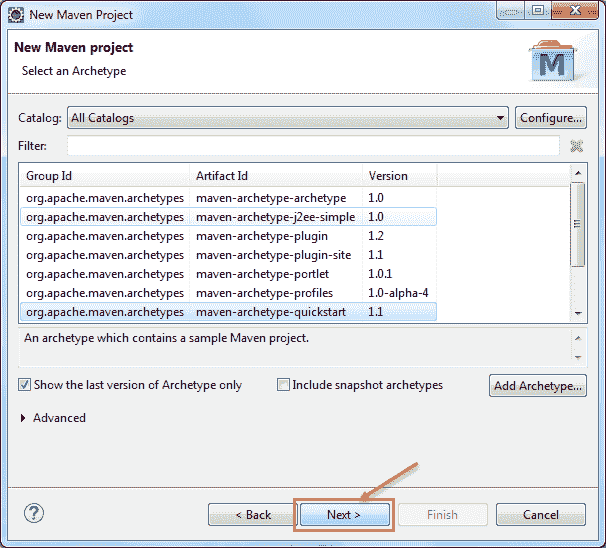 New Maven Project
New Maven project
Select an Archetype
M
Catalog: All Catalogs Configure...
Filter:
Group Id Artifact Id Version
org.apache.maven.archetypes maven-archetype-archetype 1.0
org.apache.maven.archetypes maven-archetype-j2ee-simple 1.0
org.apache.maven.archetypes maven-archetype-plugin 1.2
org.apache.maven.archetypes maven-archetype-plugin-site 1.1
org.apache.maven.archetypes maven-archetype-portlet 1.0.1
org.apache.maven.archetypes maven-archetype-profiles 1.0-alpha-4
org.apache.maven.archetypes maven-archetype-quickstart 1.1
An archetype which contains a sample Maven project.
Show the last version of Archetype only Include snapshot archetypes Add Archetype...
Advanced
? < Back Next > Finish Cancel